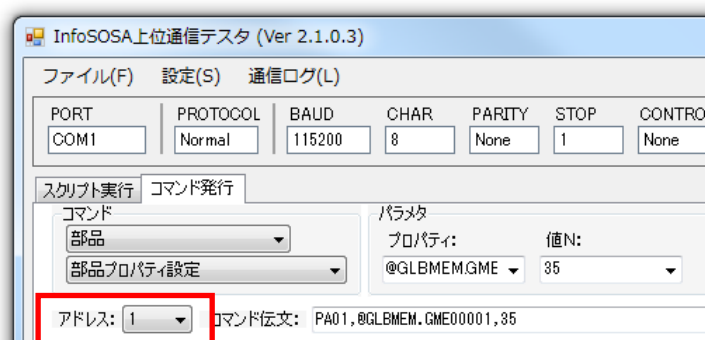 InfoSOSA上位通信テスタ (Ver 2.1.0.3)
ファイル(F) 設定(S) 通信ログ(L)
PORT PROTOCOL BAUD CHAR PARITY STOP CONTRO
COM1 Normal 115200 8 None 1 None
スクリプト実行 コマンド発行
コマンド パラメタ
部品 プロパティ: 値N:
部品プロパティ設定 @GLBMEM.GME 35
アドレス: 1 コマンド伝文: PA01,@GLBMEM.GME00001,35